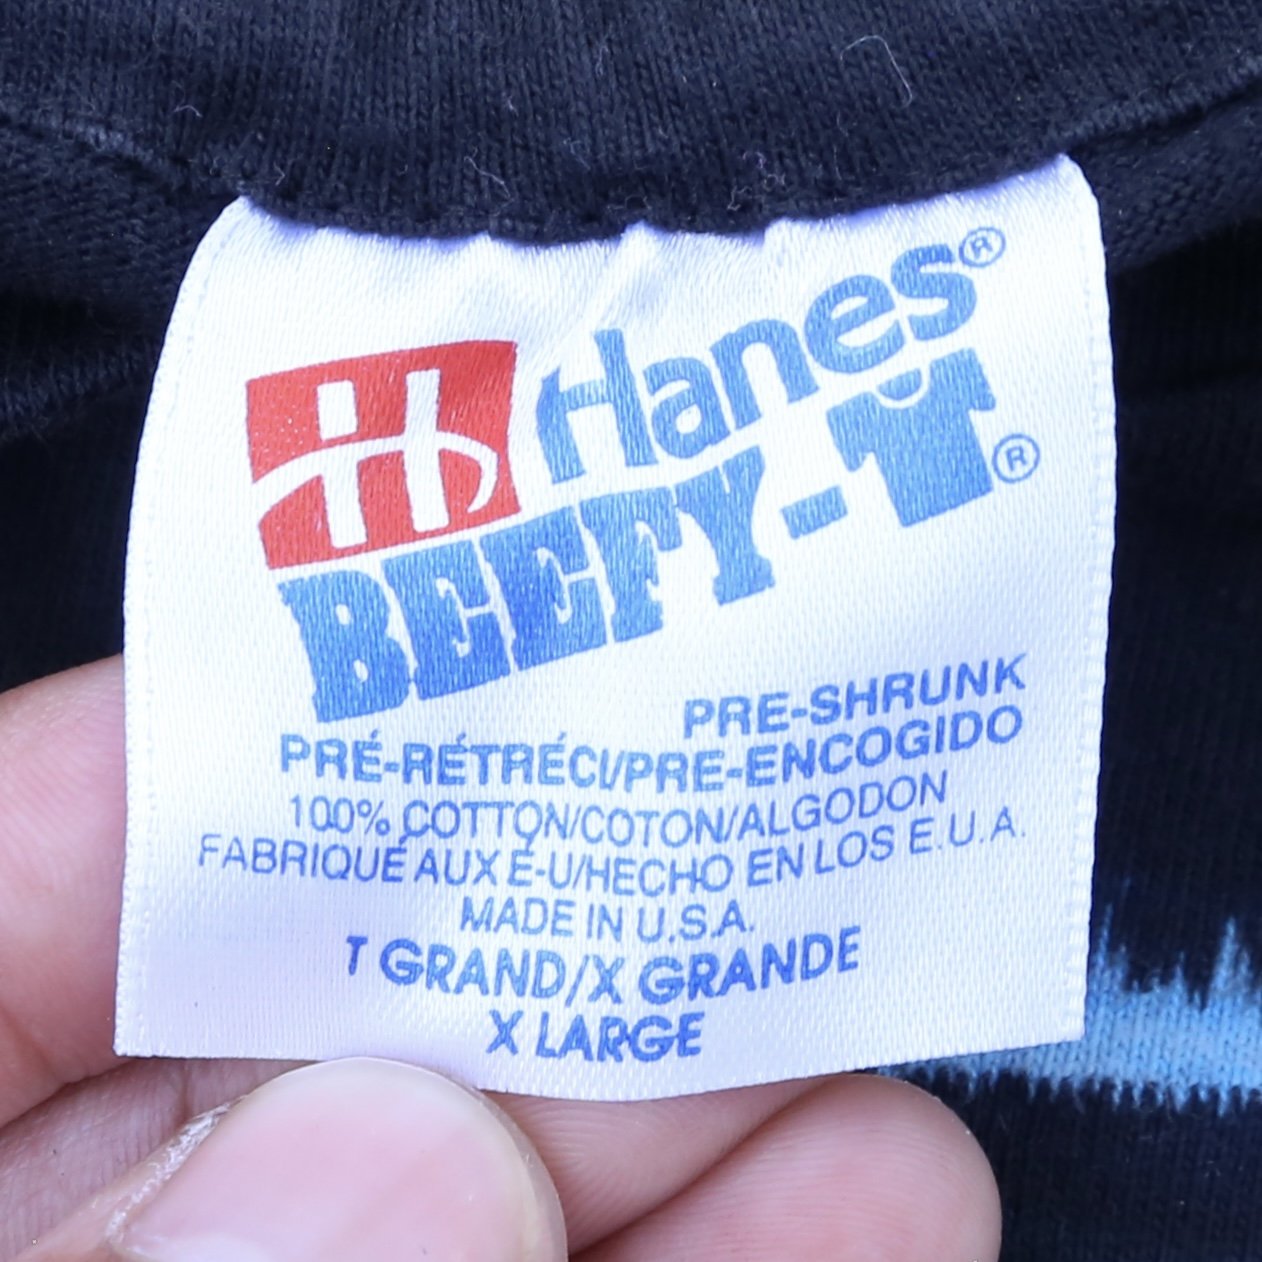 Hanes®
BEEFY-T®
PRE-SHRUNK
PRÉ-RÉTRÉCI/PRE-ENCOGIDO
100% COTTON/COTON/ALGODON
FABRIQUÉ AUX É-U/HECHO EN LOS E.U.A.
MADE IN U.S.A.
T GRAND/X GRANDE
X LARGE